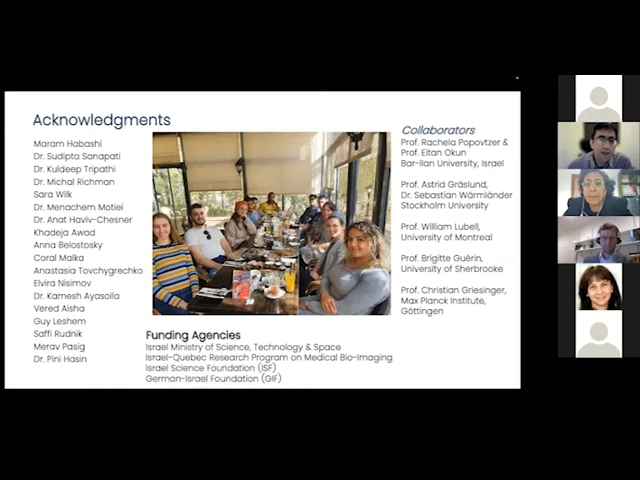 Acknowledgments
Maram Habashi
Dr. Sudipta Sanapati
Dr. Kuldeep Tripathi
Dr. Michal Richman
Sara Wilk
Dr. Menachem Motiei
Dr. Anat Haviv-Chesner
Khadeja Awad
Anna Belostosky
Coral Malka
Anastasia Tovchygrechko
Elvira Nisimov
Dr. Kamesh Ayasolla
Vered Aisha
Guy Leshem
Saffi Rudnik
Merav Pasig
Dr. Pini Hasin
Funding Agencies
Israel Ministry of Science, Technology & Space
Israel-Quebec Research Program on Medical Bio-Imaging
Israel Science Foundation (ISF)
German-Israel Foundation (GIF)
Collaborators
Prof. Rachela Popovtzer &
Prof. Eitan Okun
Bar-Ilan University, Israel
Prof. Astrid Gräslund,
Dr. Sebastian Wärmländer
Stockholm University
Prof. William Lubell,
University of Montreal
Prof. Brigitte Guérin,
University of Sherbrooke
Prof. Christian Griesinger,
Max Planck Institute,
Göttingen